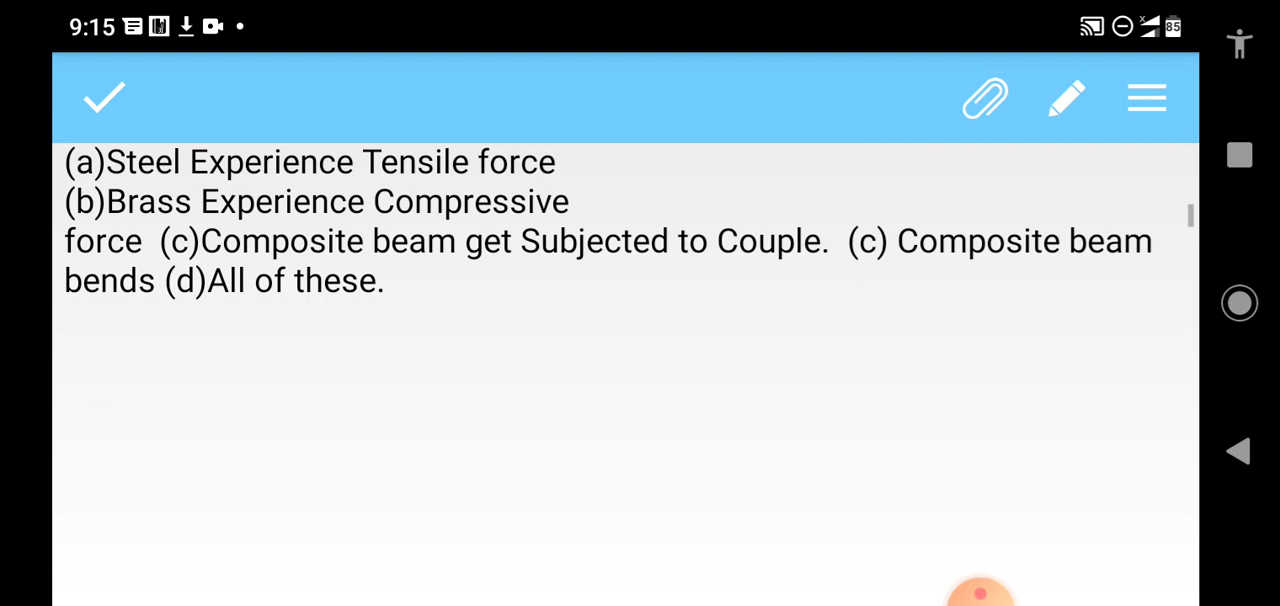 9:15
85
(a)Steel Experience Tensile force
(b)Brass Experience Compressive
force  (c)Composite beam get Subjected to Couple.  (c) Composite beam
bends (d)All of these.